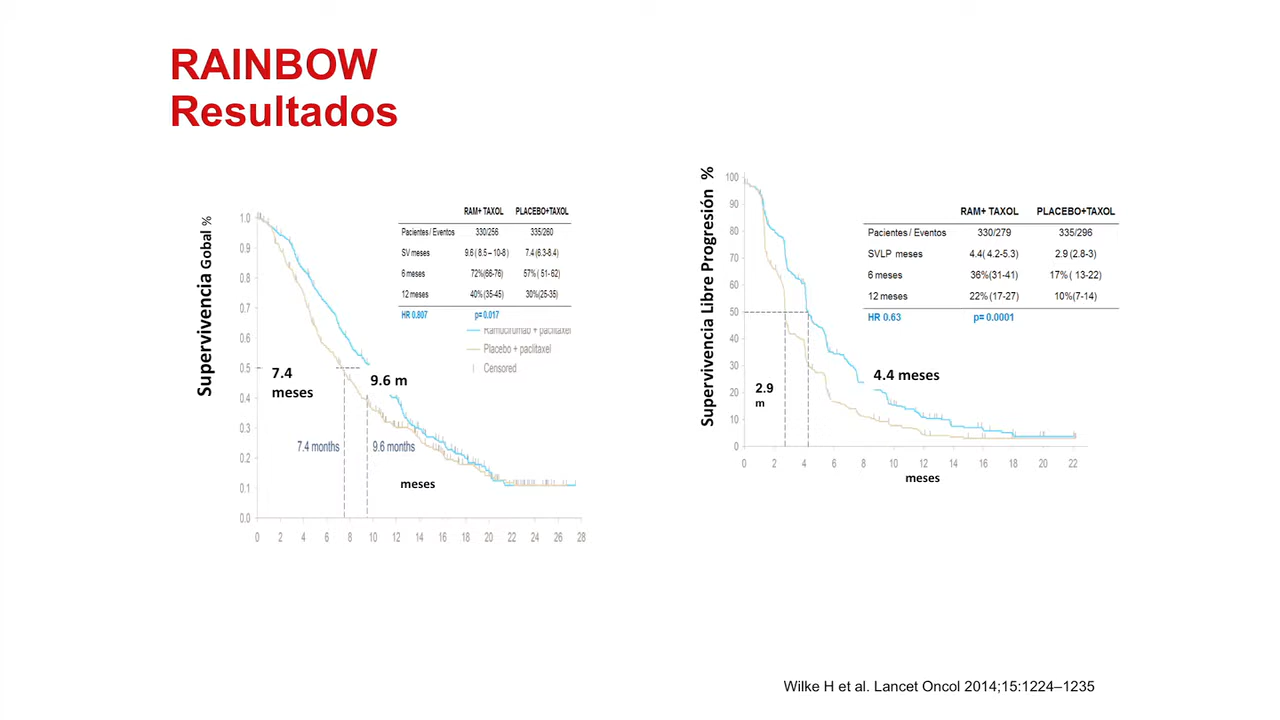 RAINBOW
Resultados
Supervivencia Gobal %
1.0
0.9
0.8
0.7
0.6
0.5
0.4
0.3
0.2
0.1
0.0
RAM+ TAXOL PLACEBO+TAXOL
Pacientes / Eventos 330/256 335/260
SV meses 9.6 ( 8.5 – 10-8) 7.4 (6.3-8.4)
6 meses 72%(66-76) 57% ( 51-62)
12 meses 40% (35-45) 30%(25-35)
HR 0.807 p= 0.017
Ramucirumab + paclitaxel
Placebo + paclitaxel
Censored
7.4
meses
9.6 m
7.4 months 9.6 months
meses
0 2 4 6 8 10 12 14 16 18 20 22 24 26 28
Supervivencia Libre Progresión %
100
90
80
70
60
50
40
30
20
10
0
RAM+ TAXOL PLACEBO+TAXOL
Pacientes / Eventos 330/279 335/296
SVLP meses 4.4( 4.2-5.3) 2.9 (2.8-3)
6 meses 36%(31-41) 17% ( 13-22)
12 meses 22% (17-27) 10%(7-14)
HR 0.63 p= 0.0001
2.9
m
4.4 meses
0 2 4 6 8 10 12 14 16 18 20 22
meses
Wilke H et al. Lancet Oncol 2014;15:1224–1235